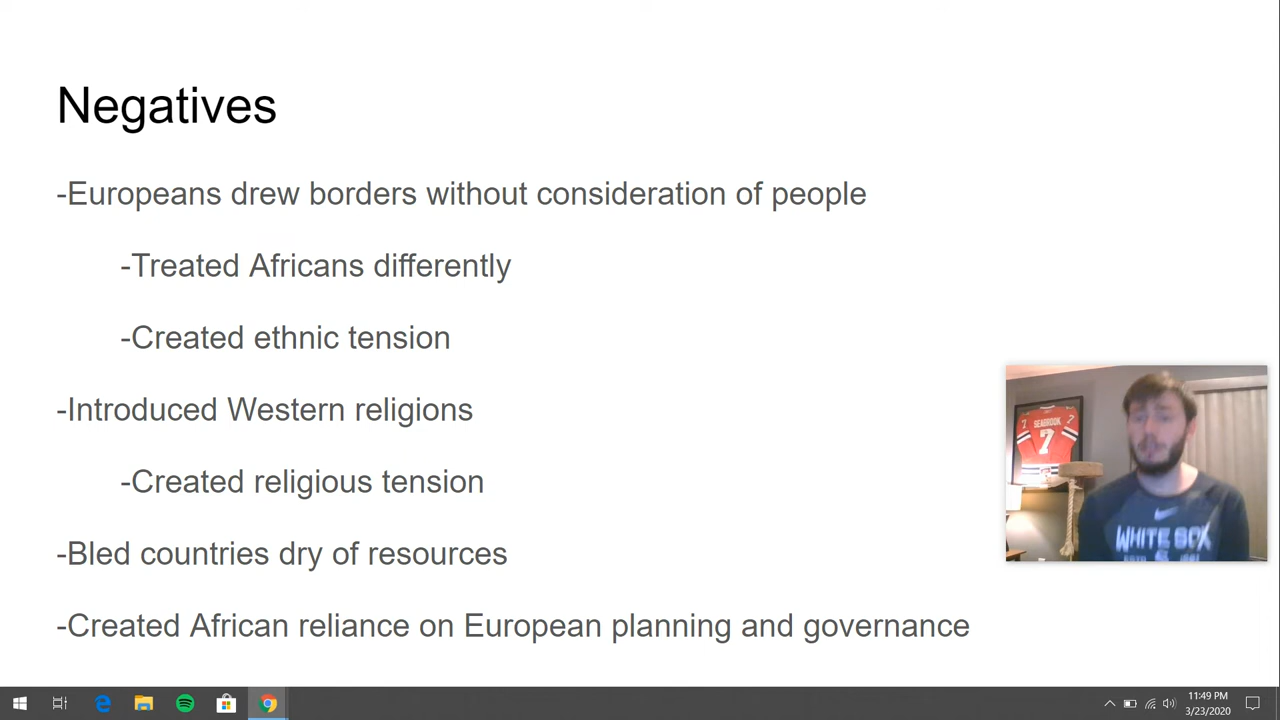 Negatives
-Europeans drew borders without consideration of people
-Treated Africans differently
-Created ethnic tension
-Introduced Western religions
-Created religious tension
-Bled countries dry of resources
-Created African reliance on European planning and governance
7 SEABROOK 7
7
WHITE SOX
11:49 PM
3/23/2020